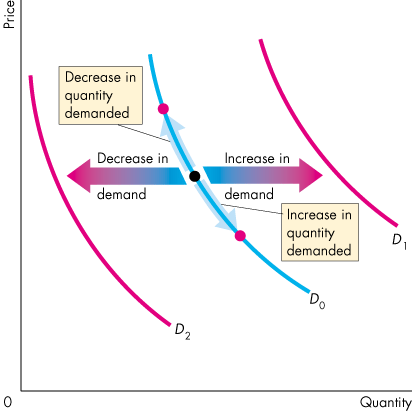 Price
Decrease in
quantity
demanded
Decrease in
demand
Increase in
demand
Increase in
quantity
demanded
D1
D0
D2
0
Quantity